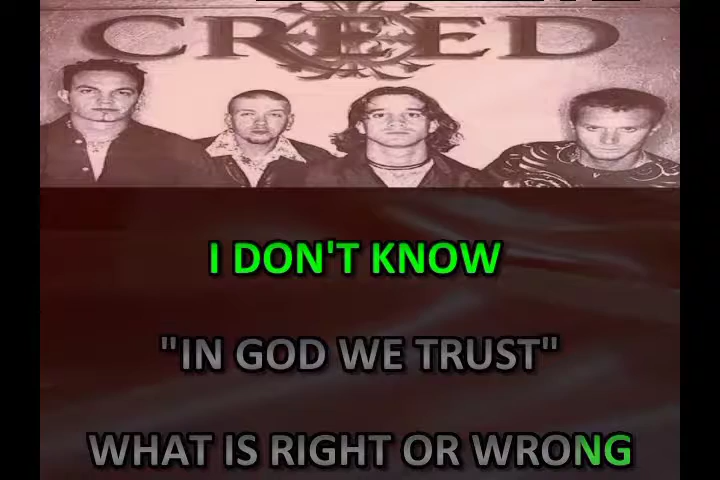 CREED
I DON'T KNOW
"IN GOD WE TRUST"
WHAT IS RIGHT OR WRONG